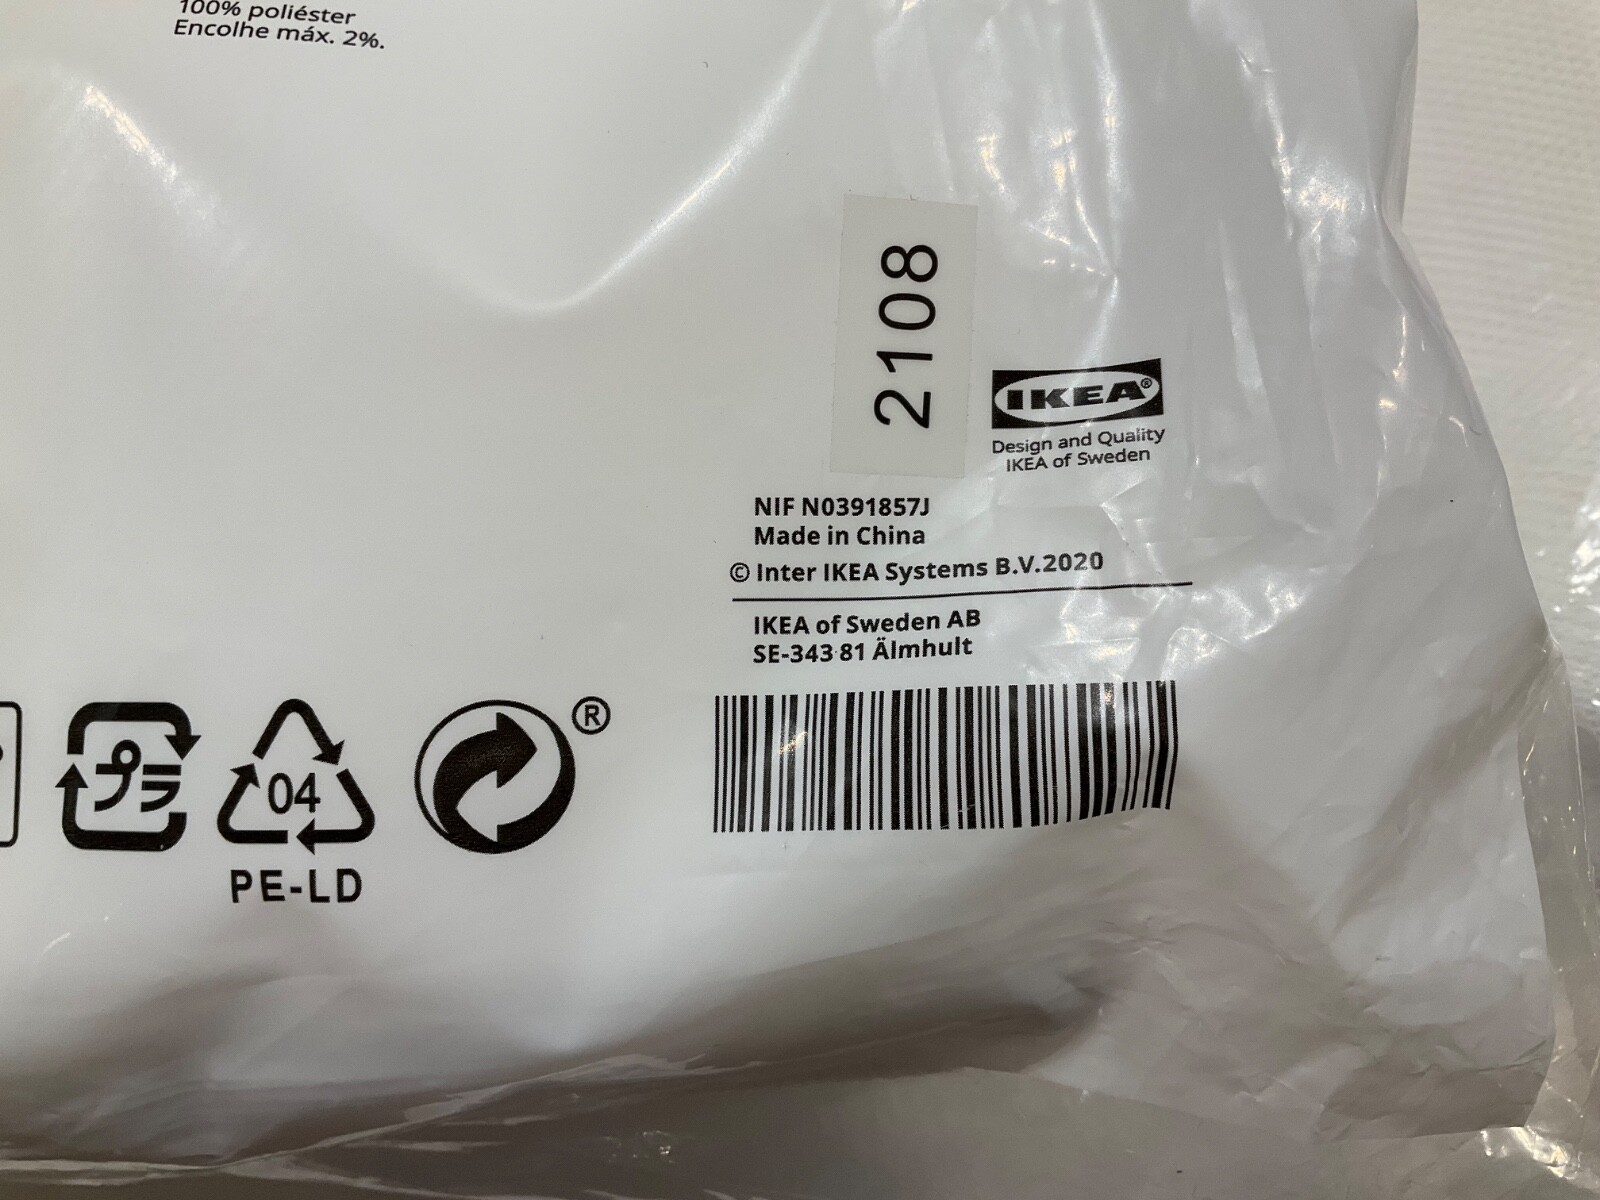 100% poliéster
Encolhe máx. 2%.
2108
IKEA®
Design and Quality
IKEA of Sweden
NIF N0391857J
Made in China
© Inter IKEA Systems B.V.2020
IKEA of Sweden AB
SE-343 81 Älmhult
プラ
04
PE-LD
®